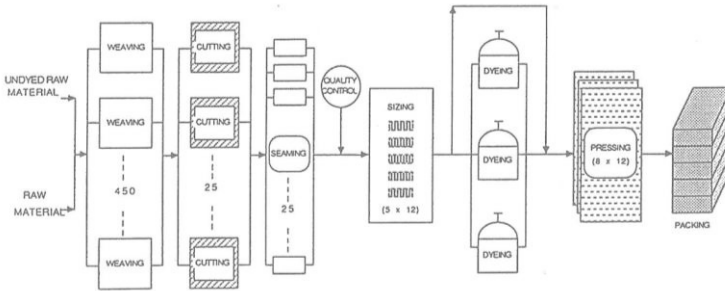 UNDYED RAW
MATERIAL
RAW
MATERIAL
WEAVING
WEAVING
450
WEAVING
CUTTING
CUTTING
25
CUTTING
SEAMING
25
QUALITY
CONTROL
SIZING
(5 x 12)
DYEING
DYEING
DYEING
PRESSING
(8 x 12)
PACKING